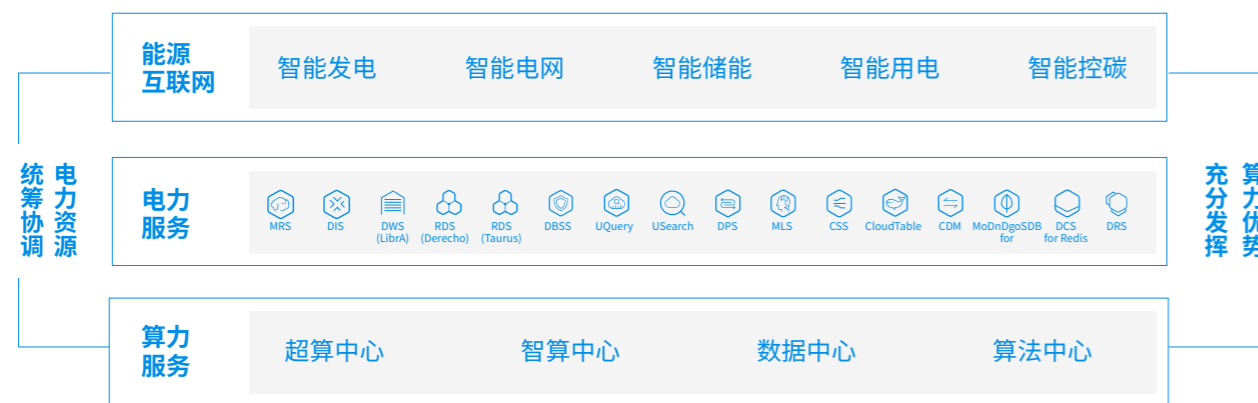 能源
互联网
智能发电
智能电网
智能储能
智能用电
智能控碳
电力资源
统筹协调
电力
服务
MRS
DIS
DWS
(LibrA)
RDS
(Derecho)
RDS
(Taurus)
DBSS
UQuery
USearch
DPS
MLS
CSS
CloudTable
CDM
MoDnDgoSDB
for
DCS
for Redis
DRS
算力优势
充分发挥
算力
服务
超算中心
智算中心
数据中心
算法中心